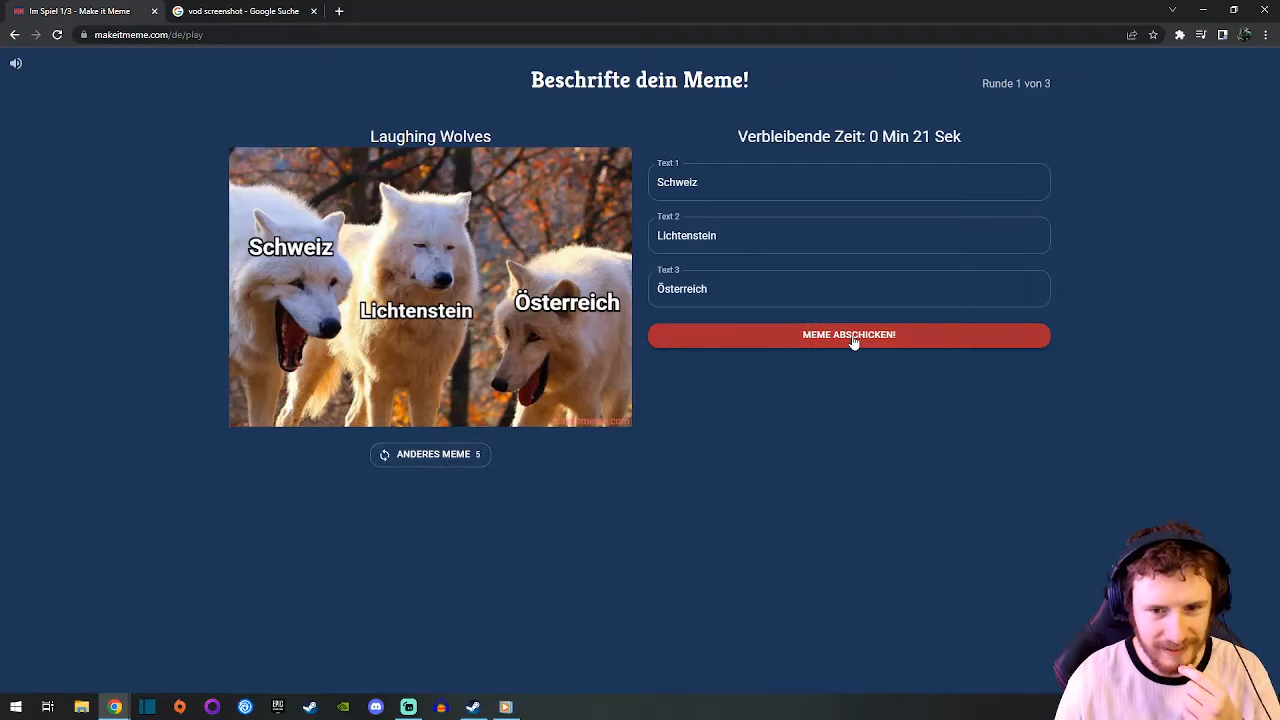 Im Spiel 1/3 - Make it Meme
vod screenshot - Google Suche
makeitmeme.com/de/play
Beschrifte dein Meme!
Runde 1 von 3
Laughing Wolves
Verbleibende Zeit: 0 Min 21 Sek
Text 1
Schweiz
Text 2
Lichtenstein
Text 3
Österreich
MEME ABSCHICKEN!
Schweiz
Lichtenstein
Österreich
ANDERES MEME 5
EPIC